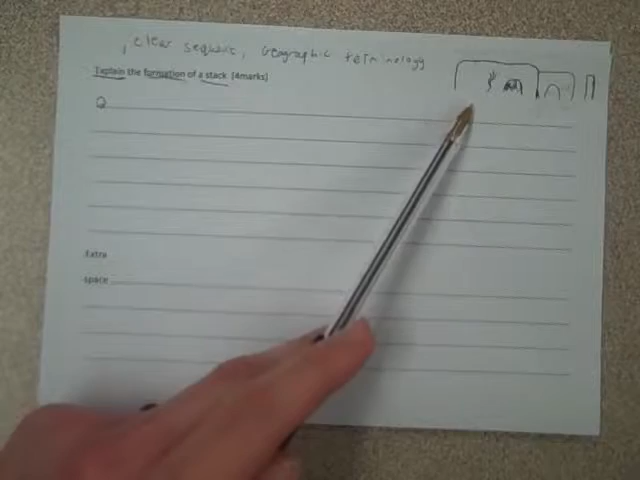 , clear sequence, Geographic terminology
Explain the formation of a stack [4marks]
Q
Extra
space